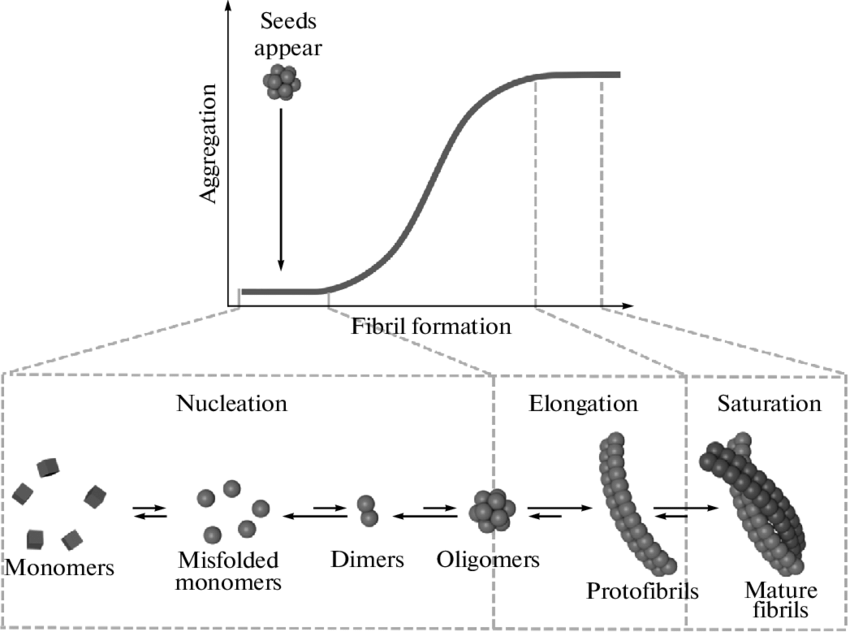 Seeds
appear
Aggregation
Fibril formation
Nucleation
Elongation
Saturation
Monomers
Misfolded
monomers
Dimers
Oligomers
Protofibrils
Mature
fibrils